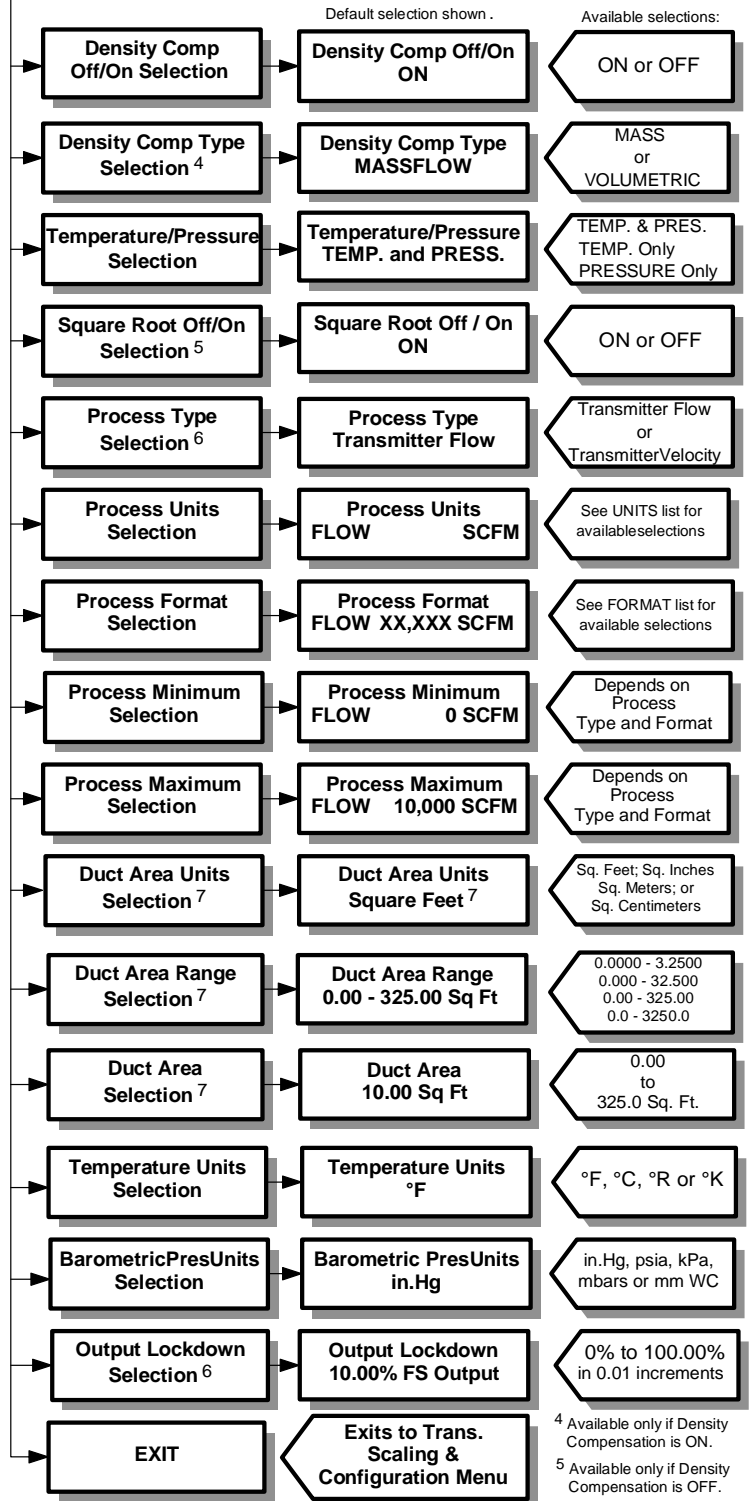 Default selection shown .
Available selections:
Density Comp
Off/On Selection
Density Comp Off/On
ON
ON or OFF
Density Comp Type
Selection 4
Density Comp Type
MASSFLOW
MASS
or
VOLUMETRIC
Temperature/Pressure
Selection
Temperature/Pressure
TEMP. and PRESS.
TEMP. & PRES.
TEMP. Only
PRESSURE Only
Square Root Off/On
Selection 5
Square Root Off / On
ON
ON or OFF
Process Type
Selection 6
Process Type
Transmitter Flow
Transmitter Flow
or
TransmitterVelocity
Process Units
Selection
Process Units
FLOW SCFM
See UNITS list for
availableselections
Process Format
Selection
Process Format
FLOW XX,XXX SCFM
See FORMAT list for
available selections
Process Minimum
Selection
Process Minimum
FLOW 0 SCFM
Depends on
Process
Type and Format
Process Maximum
Selection
Process Maximum
FLOW 10,000 SCFM
Depends on
Process
Type and Format
Duct Area Units
Selection 7
Duct Area Units
Square Feet 7
Sq. Feet; Sq. Inches
Sq. Meters; or
Sq. Centimeters
Duct Area Range
Selection 7
Duct Area Range
0.00 - 325.00 Sq Ft
0.0000 - 3.2500
0.000 - 32.500
0.00 - 325.00
0.0 - 3250.0
Duct Area
Selection 7
Duct Area
10.00 Sq Ft
0.00
to
325.0 Sq. Ft.
Temperature Units
Selection
Temperature Units
°F
°F, °C, °R or °K
BarometricPresUnits
Selection
Barometric PresUnits
in.Hg
in.Hg, psia, kPa,
mbars or mm WC
Output Lockdown
Selection 6
Output Lockdown
10.00% FS Output
0% to 100.00%
in 0.01 increments
EXIT
Exits to Trans.
Scaling &
Configuration Menu
4 Available only if Density
Compensation is ON.
5 Available only if Density
Compensation is OFF.